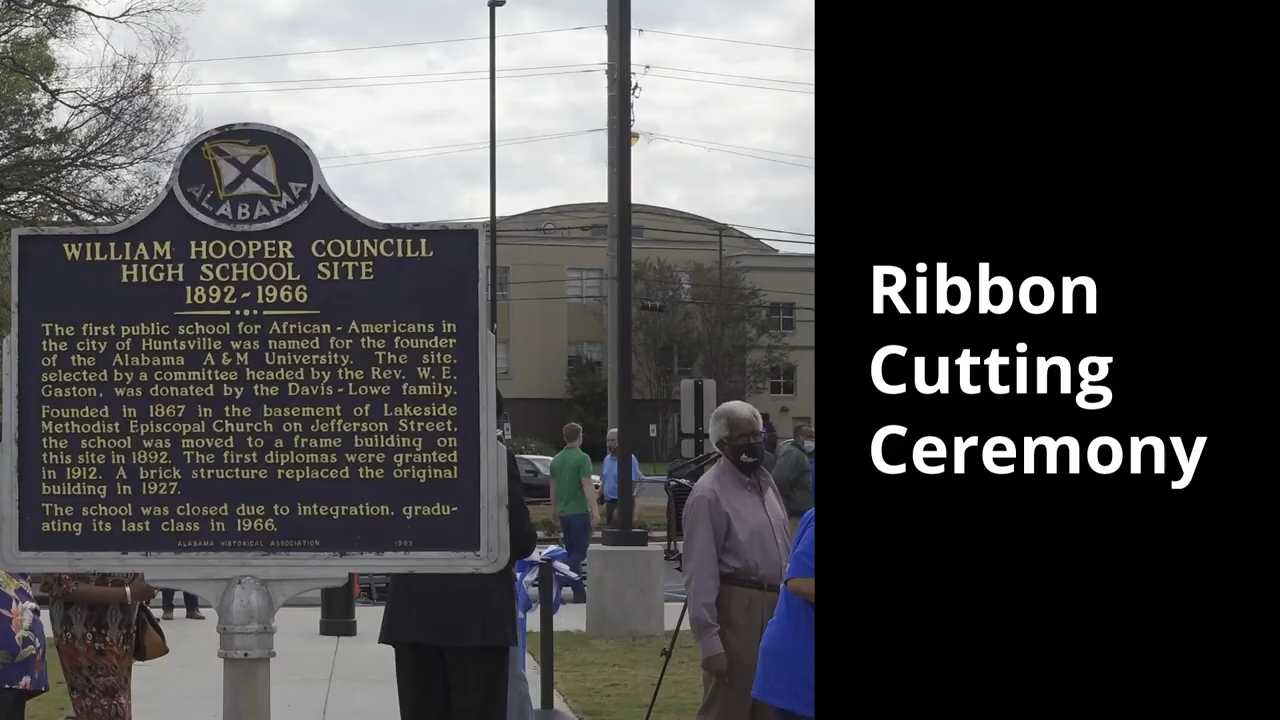 ALABAMA
WILLIAM HOOPER COUNCILL
HIGH SCHOOL SITE
1892-1966
The first public school for African-Americans in
the city of Huntsville was named for the founder
of the Alabama A&M University. The site,
selected by a committee headed by the Rev. W. E.
Gaston, was donated by the Davis-Lowe family.
Founded in 1867 in the basement of Lakeside
Methodist Episcopal Church on Jefferson Street,
the school was moved to a frame building on
this site in 1892. The first diplomas were granted
in 1912. A brick structure replaced the original
building in 1927.
The school was closed due to integration, gradu-
ating its last class in 1966.
ALABAMA HISTORICAL ASSOCIATION
Ribbon
Cutting
Ceremony